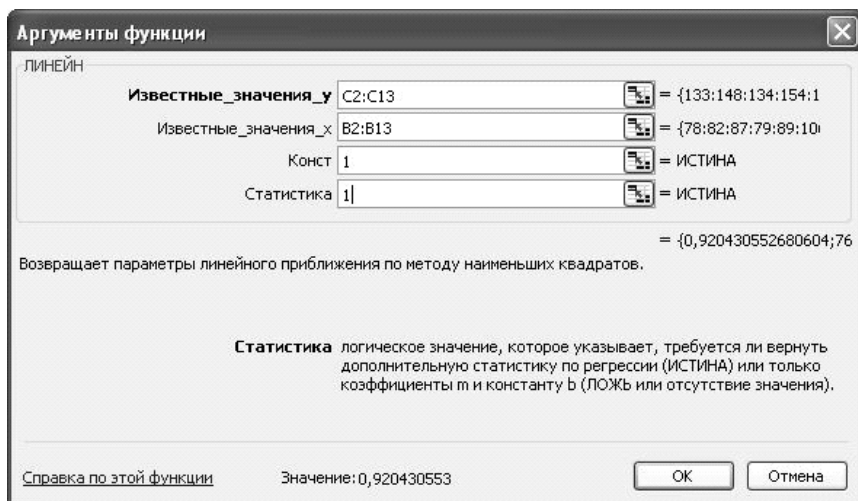 Аргументы функции
ЛИНЕЙН
Известные_значения_y C2:C13 = {133:148:134:154:1
Известные_значения_x B2:B13 = {78:82:87:79:89:10
Конст 1 = ИСТИНА
Статистика 1 = ИСТИНА
= {0,920430552680604;76
Возвращает параметры линейного приближения по методу наименьших квадратов.
Статистика логическое значение, которое указывает, требуется ли вернуть
дополнительную статистику по регрессии (ИСТИНА) или только
коэффициенты m и константу b (ЛОЖЬ или отсутствие значения).
Справка по этой функции Значение:0,920430553 OK Отмена